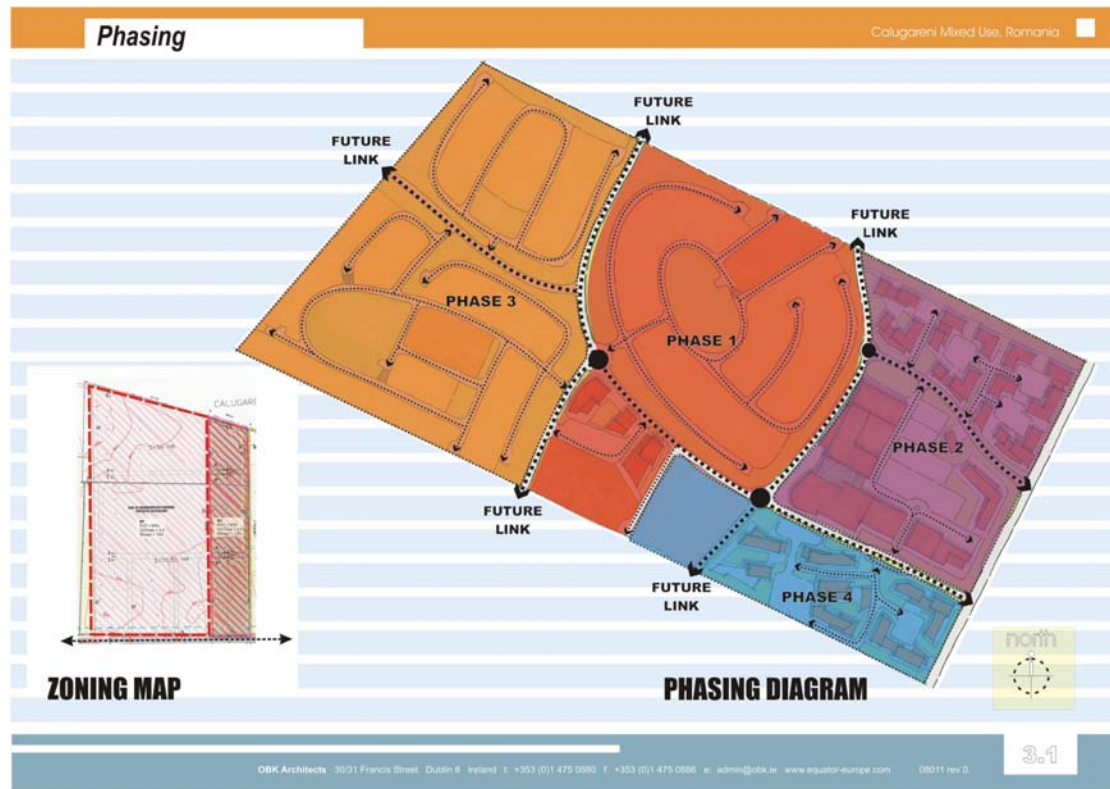 Phasing
Calugareni Mixed Use, Romania
FUTURE
LINK
FUTURE
LINK
FUTURE
LINK
PHASE 3
PHASE 1
PHASE 2
CALUGARE
FUTURE
LINK
FUTURE
LINK
PHASE 4
north
ZONING MAP
PHASING DIAGRAM
3.1
OBK Architects 30/31 Francis Street Dublin 8 Ireland t: +353 (0)1 475 0880 f: +353 (0)1 475 0886 e: admin@obk.ie www.equator-europe.com 08011 rev 0.